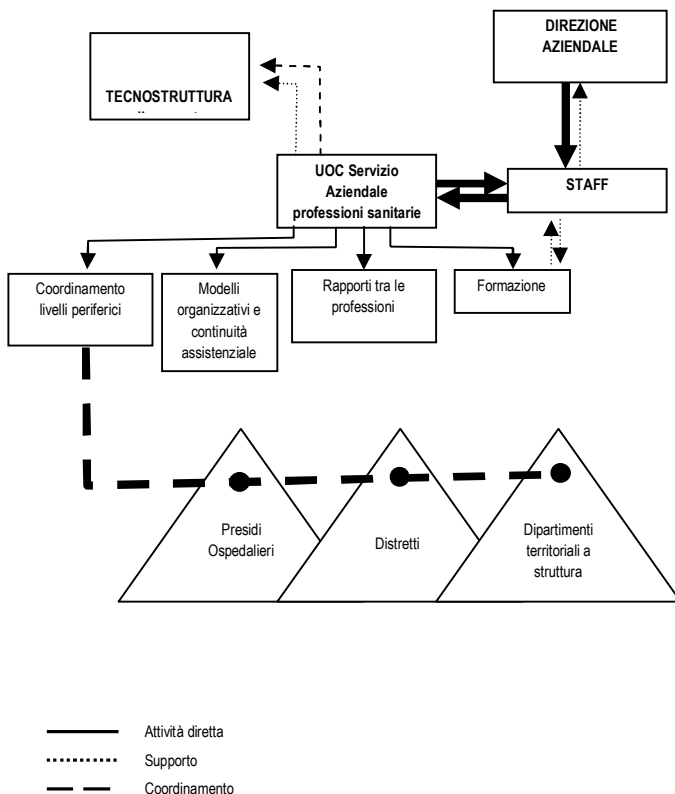 DIREZIONE
AZIENDALE
TECNOSTRUTTURA
UOC Servizio
Aziendale
professioni sanitarie
STAFF
Coordinamento
livelli periferici
Modelli
organizzativi e
continuità
assistenziale
Rapporti tra le
professioni
Formazione
Presidi
Ospedalieri
Distretti
Dipartimenti
territoriali a
struttura
Attività diretta
Supporto
Coordinamento